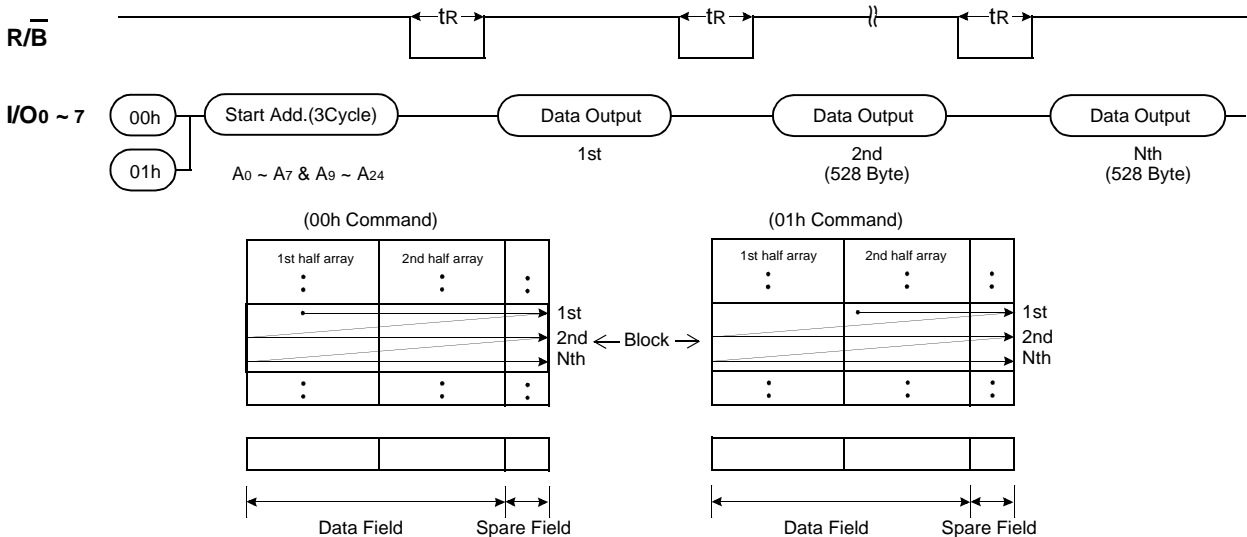 R/B̅ tR tR tR
I/O0 ~ 7 00h Start Add.(3Cycle) Data Output Data Output Data Output
01h
A0 ~ A7 & A9 ~ A24
1st 2nd Nth
(528 Byte) (528 Byte)
(00h Command) (01h Command)
1st half array 2nd half array 1st half array 2nd half array
1st 1st
2nd Block 2nd
Nth Nth
Data Field Spare Field Data Field Spare Field